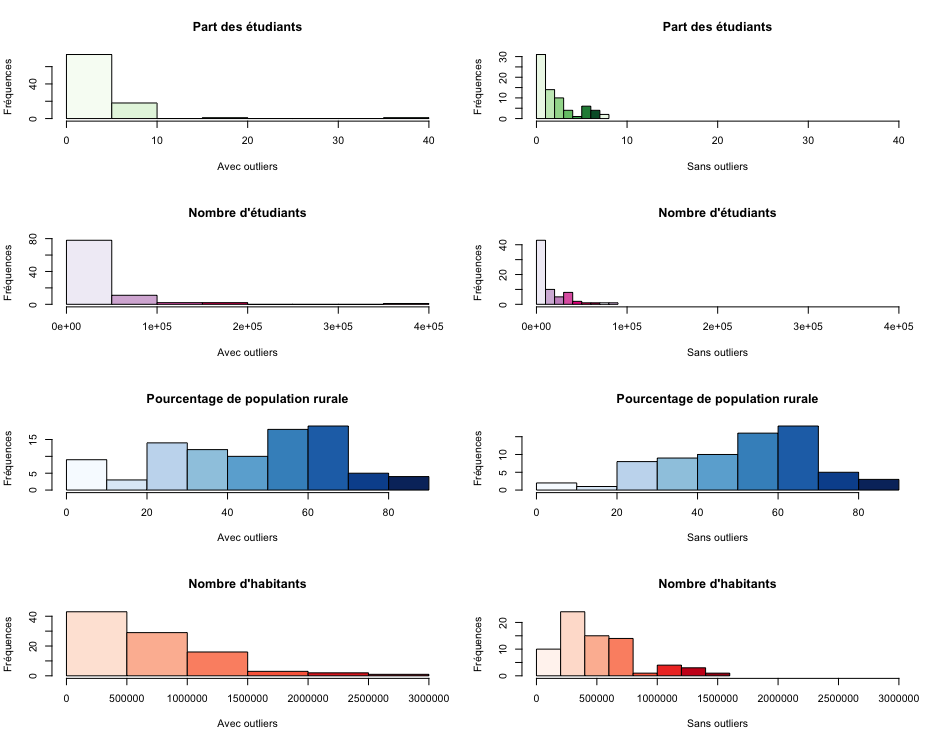 Part des étudiants
Fréquences
0 40
0 10 20 30 40
Avec outliers
Part des étudiants
Fréquences
0 10 20 30
0 10 20 30 40
Sans outliers
Nombre d'étudiants
Fréquences
0 40 80
0e+00 1e+05 2e+05 3e+05 4e+05
Avec outliers
Nombre d'étudiants
Fréquences
0 20 40
0e+00 1e+05 2e+05 3e+05 4e+05
Sans outliers
Pourcentage de population rurale
Fréquences
0 5 15
0 20 40 60 80
Avec outliers
Pourcentage de population rurale
Fréquences
0 5 10
0 20 40 60 80
Sans outliers
Nombre d'habitants
Fréquences
0 20 40
0 500000 1000000 1500000 2000000 2500000 3000000
Avec outliers
Nombre d'habitants
Fréquences
0 10 20
0 500000 1000000 1500000 2000000 2500000 3000000
Sans outliers